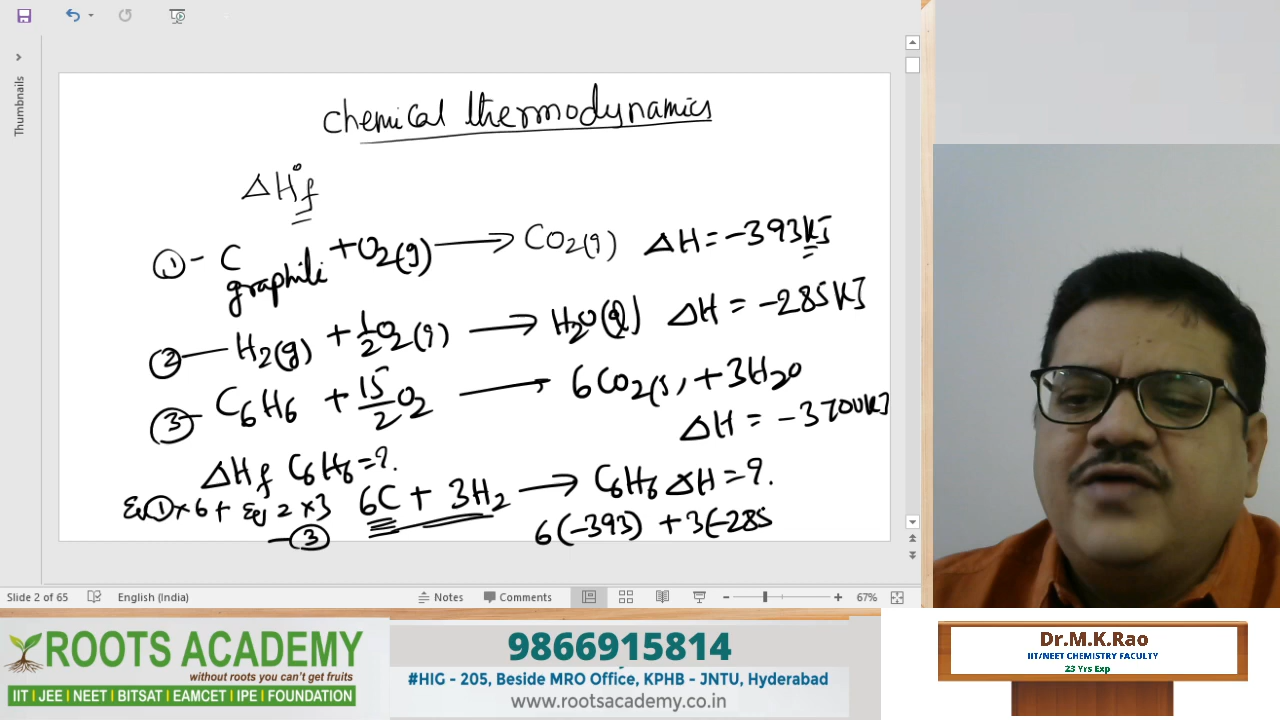 Thumbnails
chemical thermodynamics
ΔH°f
① - C graphite + O2(g) ⟶ CO2(g) ΔH = -393 KJ
② — H2(g) + 1/2 O2(g) ⟶ H2O(l) ΔH = -285 KJ
③ - C6H6 + 15/2 O2 ⟶ 6CO2(s, + 3H2O
ΔH = -3700 KJ
ΔHf C6H6 = ?.
6C + 3H2 ⟶ C6H6 ΔH = ?.
Eq ① × 6 + Eq 2 × 3
- ③
6(-393) + 3(-285
Slide 2 of 65 English (India) Notes Comments 67%
ROOTS ACADEMY
without roots you can't get fruits
IIT I JEE I NEET I BITSAT I EAMCET I IPE I FOUNDATION
9866915814
#HIG - 205, Beside MRO Office, KPHB - JNTU, Hyderabad
www.rootsacademy.co.in
Dr.M.K.Rao
IIT/NEET CHEMISTRY FACULTY
23 Yrs Exp